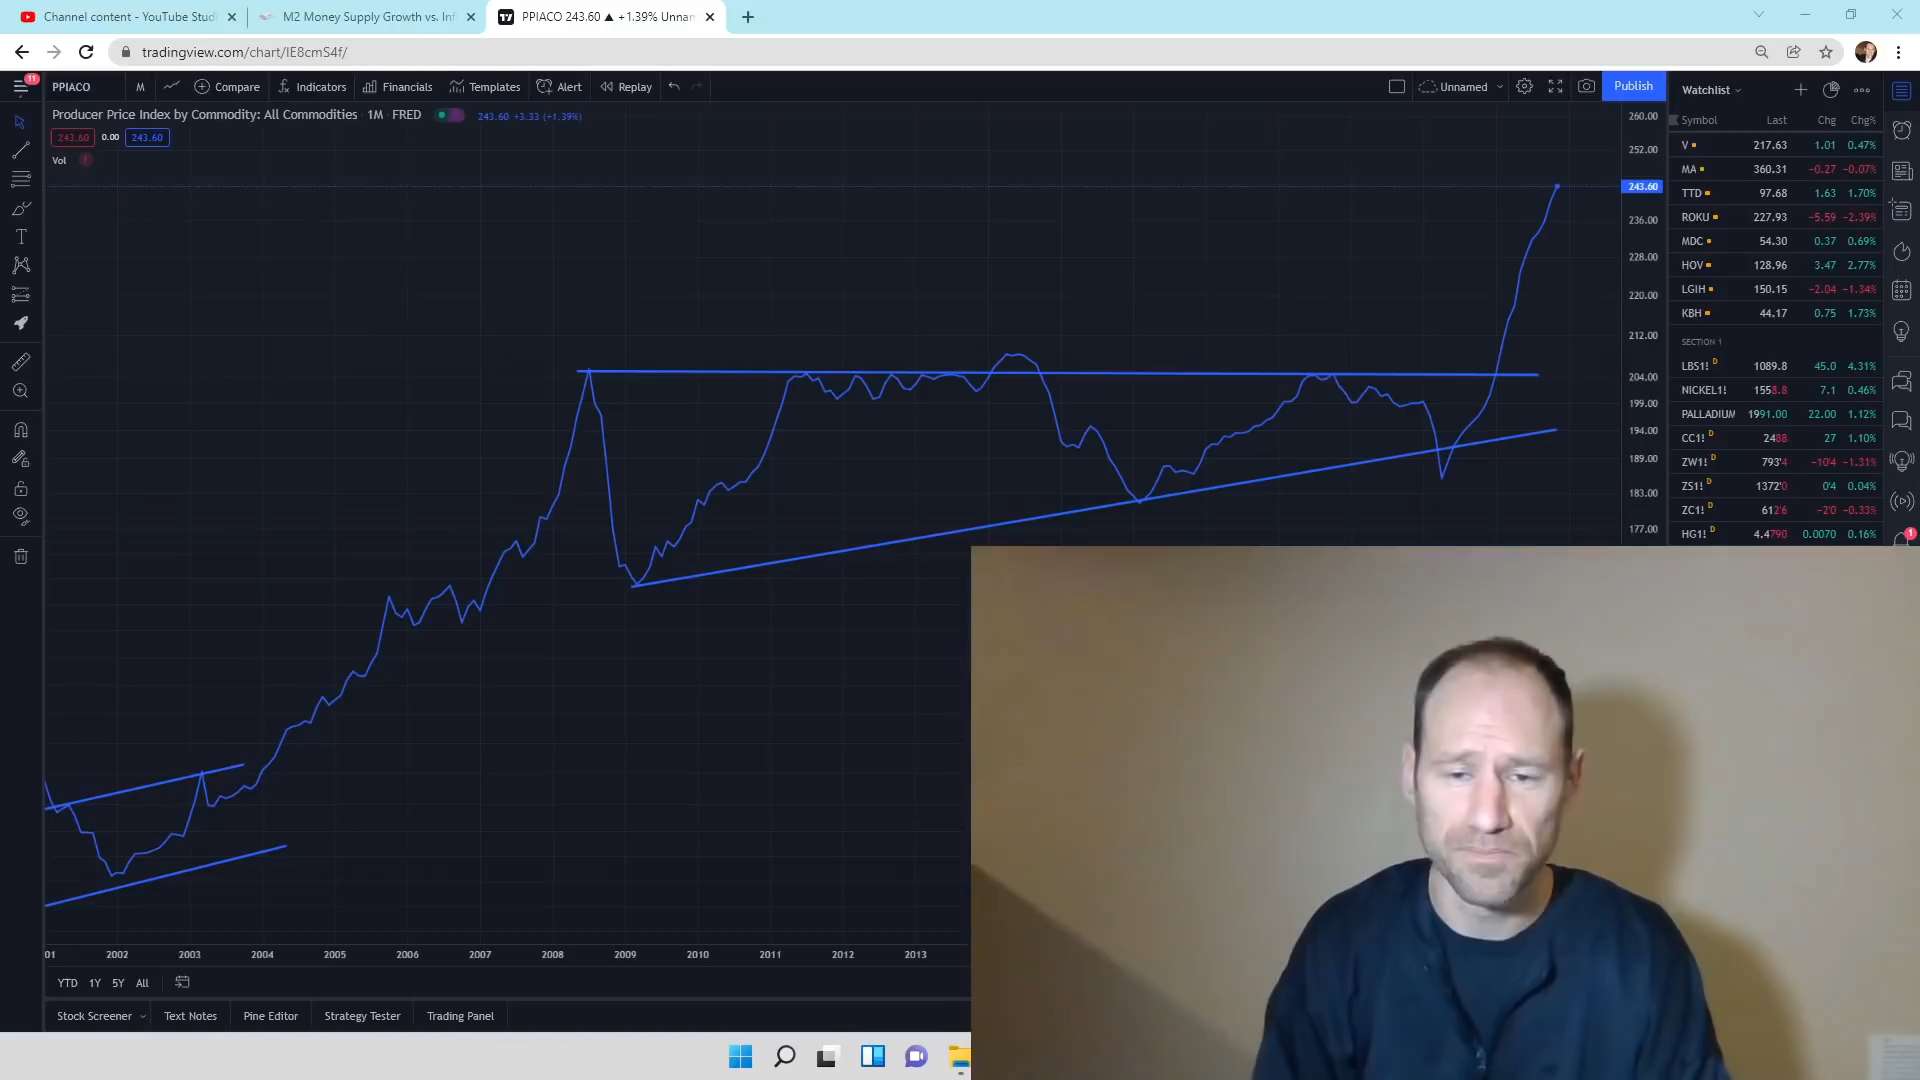 Channel content - YouTube Stud
M2 Money Supply Growth vs. Inf
PPIACO 243.60 ▲ +1.39% Unnam
tradingview.com/chart/IE8cmS4f/
11
PPIACO M Compare Indicators Financials Templates Alert Replay Unnamed Publish
Producer Price Index by Commodity: All Commodities · 1M · FRED 243.60 +3.33 (+1.39%)
243.60 0.00 243.60
Vol
260.00
252.00
243.60
236.00
228.00
220.00
212.00
204.00
199.00
194.00
189.00
183.00
177.00
Watchlist
Symbol Last Chg Chg%
V 217.63 1.01 0.47%
MA 360.31 −0.27 −0.07%
TTD 97.68 1.63 1.70%
ROKU 227.93 −5.59 −2.39%
MDC 54.30 0.37 0.69%
HOV 128.96 3.47 2.77%
LGIH 150.15 −2.04 −1.34%
KBH 44.17 0.75 1.73%
SECTION 1
LBS1! D 1089.8 45.0 4.31%
NICKEL1! 1558.8 7.1 0.46%
PALLADIUM 1991.00 22.00 1.12%
CC1! D 2488 27 1.10%
ZW1! D 793'4 −10'4 −1.31%
ZS1! D 1372'0 0'4 0.04%
ZC1! D 612'6 −2'0 −0.33%
HG1! D 4.4790 0.0070 0.16%
1
01 2002 2003 2004 2005 2006 2007 2008 2009 2010 2011 2012 2013
YTD 1Y 5Y All
Stock Screener Text Notes Pine Editor Strategy Tester Trading Panel